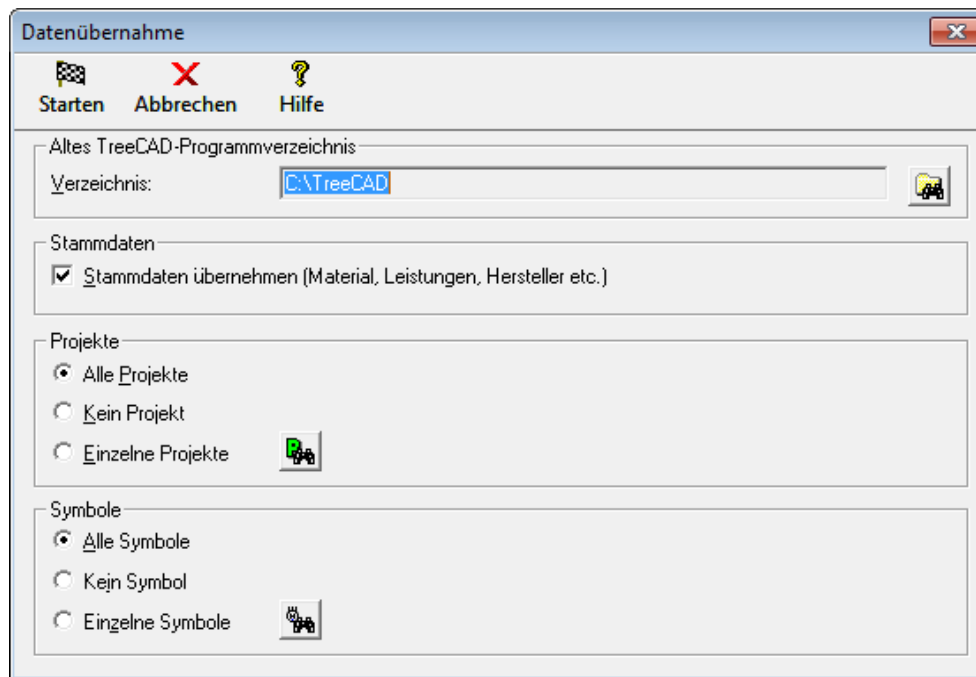 Datenübernahme
Starten Abbrechen Hilfe
Altes TreeCAD-Programmverzeichnis
Verzeichnis: C:\TreeCAD
Stammdaten
Stammdaten übernehmen (Material, Leistungen, Hersteller etc.)
Projekte
Alle Projekte
Kein Projekt
Einzelne Projekte
Symbole
Alle Symbole
Kein Symbol
Einzelne Symbole